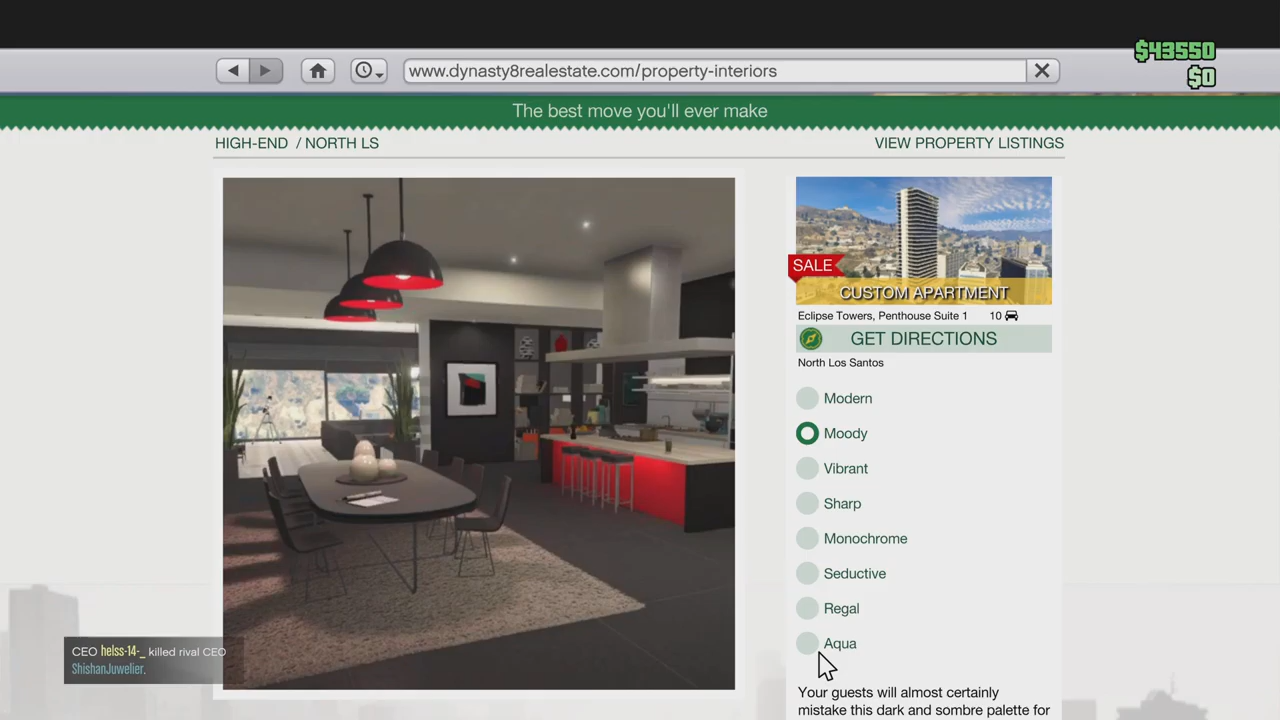 $43550
$0
www.dynasty8realestate.com/property-interiors
The best move you'll ever make
HIGH-END / NORTH LS
VIEW PROPERTY LISTINGS
SALE
CUSTOM APARTMENT
Eclipse Towers, Penthouse Suite 1 10
GET DIRECTIONS
North Los Santos
Modern
Moody
Vibrant
Sharp
Monochrome
Seductive
Regal
Aqua
Your guests will almost certainly
mistake this dark and sombre palette for
CEO helss-14-_ killed rival CEO
ShishanJuwelier.